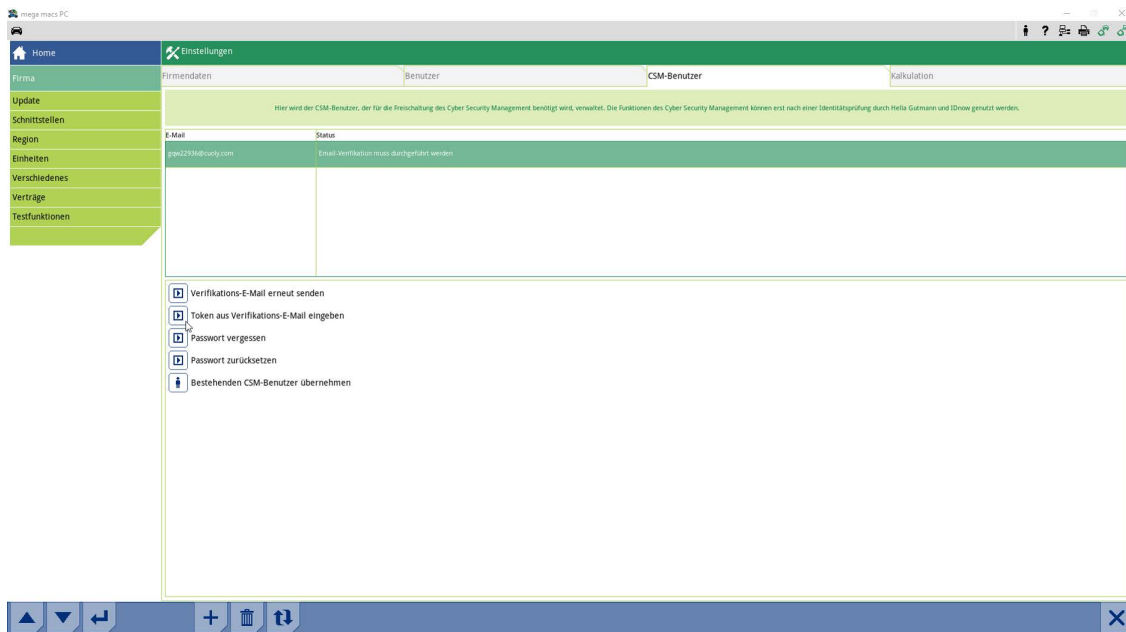 mega macs PC
?
Home
Einstellungen
Firma
Firmendaten
Benutzer
CSM-Benutzer
Kalkulation
Update
Schnittstellen
Region
Einheiten
Verschiedenes
Verträge
Testfunktionen
Hier wird der CSM-Benutzer, der für die Freischaltung des Cyber Security Management benötigt wird, verwaltet. Die Funktionen des Cyber Security Management können erst nach einer Identitätsprüfung durch Hella Gutmann und IDnow genutzt werden.
E-Mail
Status
gqw22936@cuoly.com
Email-Verifikation muss durchgeführt werden
Verifikations-E-Mail erneut senden
Token aus Verifikations-E-Mail eingeben
Passwort vergessen
Passwort zurücksetzen
Bestehenden CSM-Benutzer übernehmen